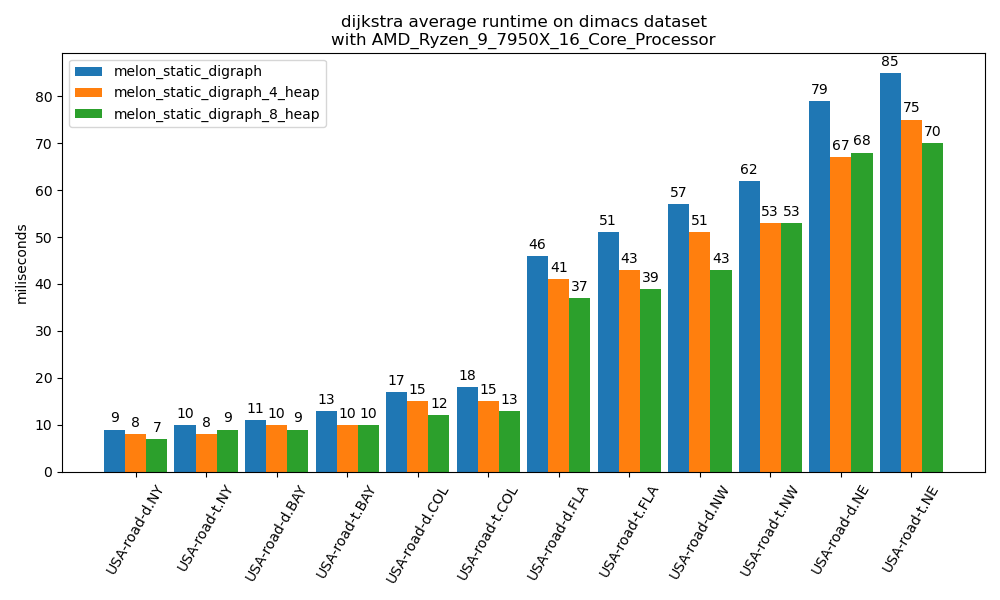 dijkstra average runtime on dimacs dataset
with AMD_Ryzen_9_7950X_16_Core_Processor
melon_static_digraph
melon_static_digraph_4_heap
melon_static_digraph_8_heap
miliseconds
80
70
60
50
40
30
20
10
0
9 8 7
10 8 9
11 10 9
13 10 10
17 15 12
18 15 13
46 41 37
51 43 39
57 51 43
62 53 53
79 67 68
85 75 70
USA-road-d.NY
USA-road-t.NY
USA-road-d.BAY
USA-road-t.BAY
USA-road-d.COL
USA-road-t.COL
USA-road-d.FLA
USA-road-t.FLA
USA-road-d.NW
USA-road-t.NW
USA-road-d.NE
USA-road-t.NE